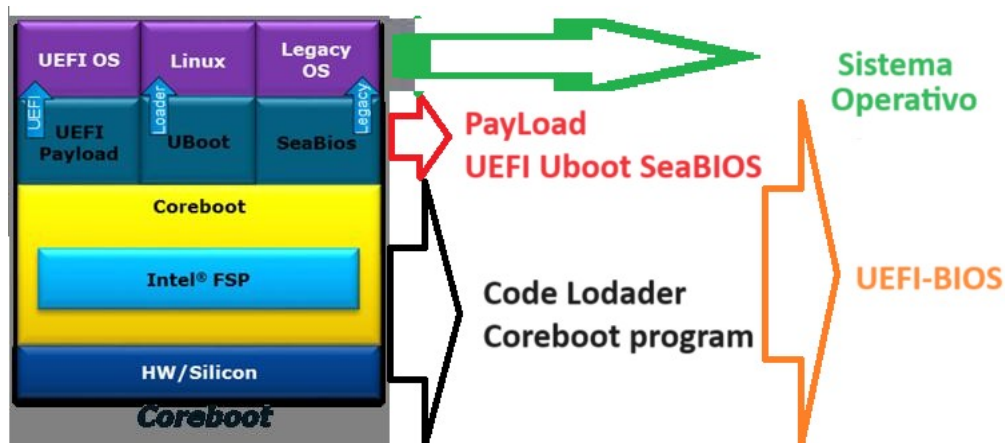 UEFI OS
Linux
Legacy
OS
UEFI
Loader
Legacy
UEFI
Payload
UBoot
SeaBios
Coreboot
Intel® FSP
HW/Silicon
Coreboot
Sistema
Operativo
PayLoad
UEFI Uboot SeaBIOS
Code Lodader
Coreboot program
UEFI-BIOS